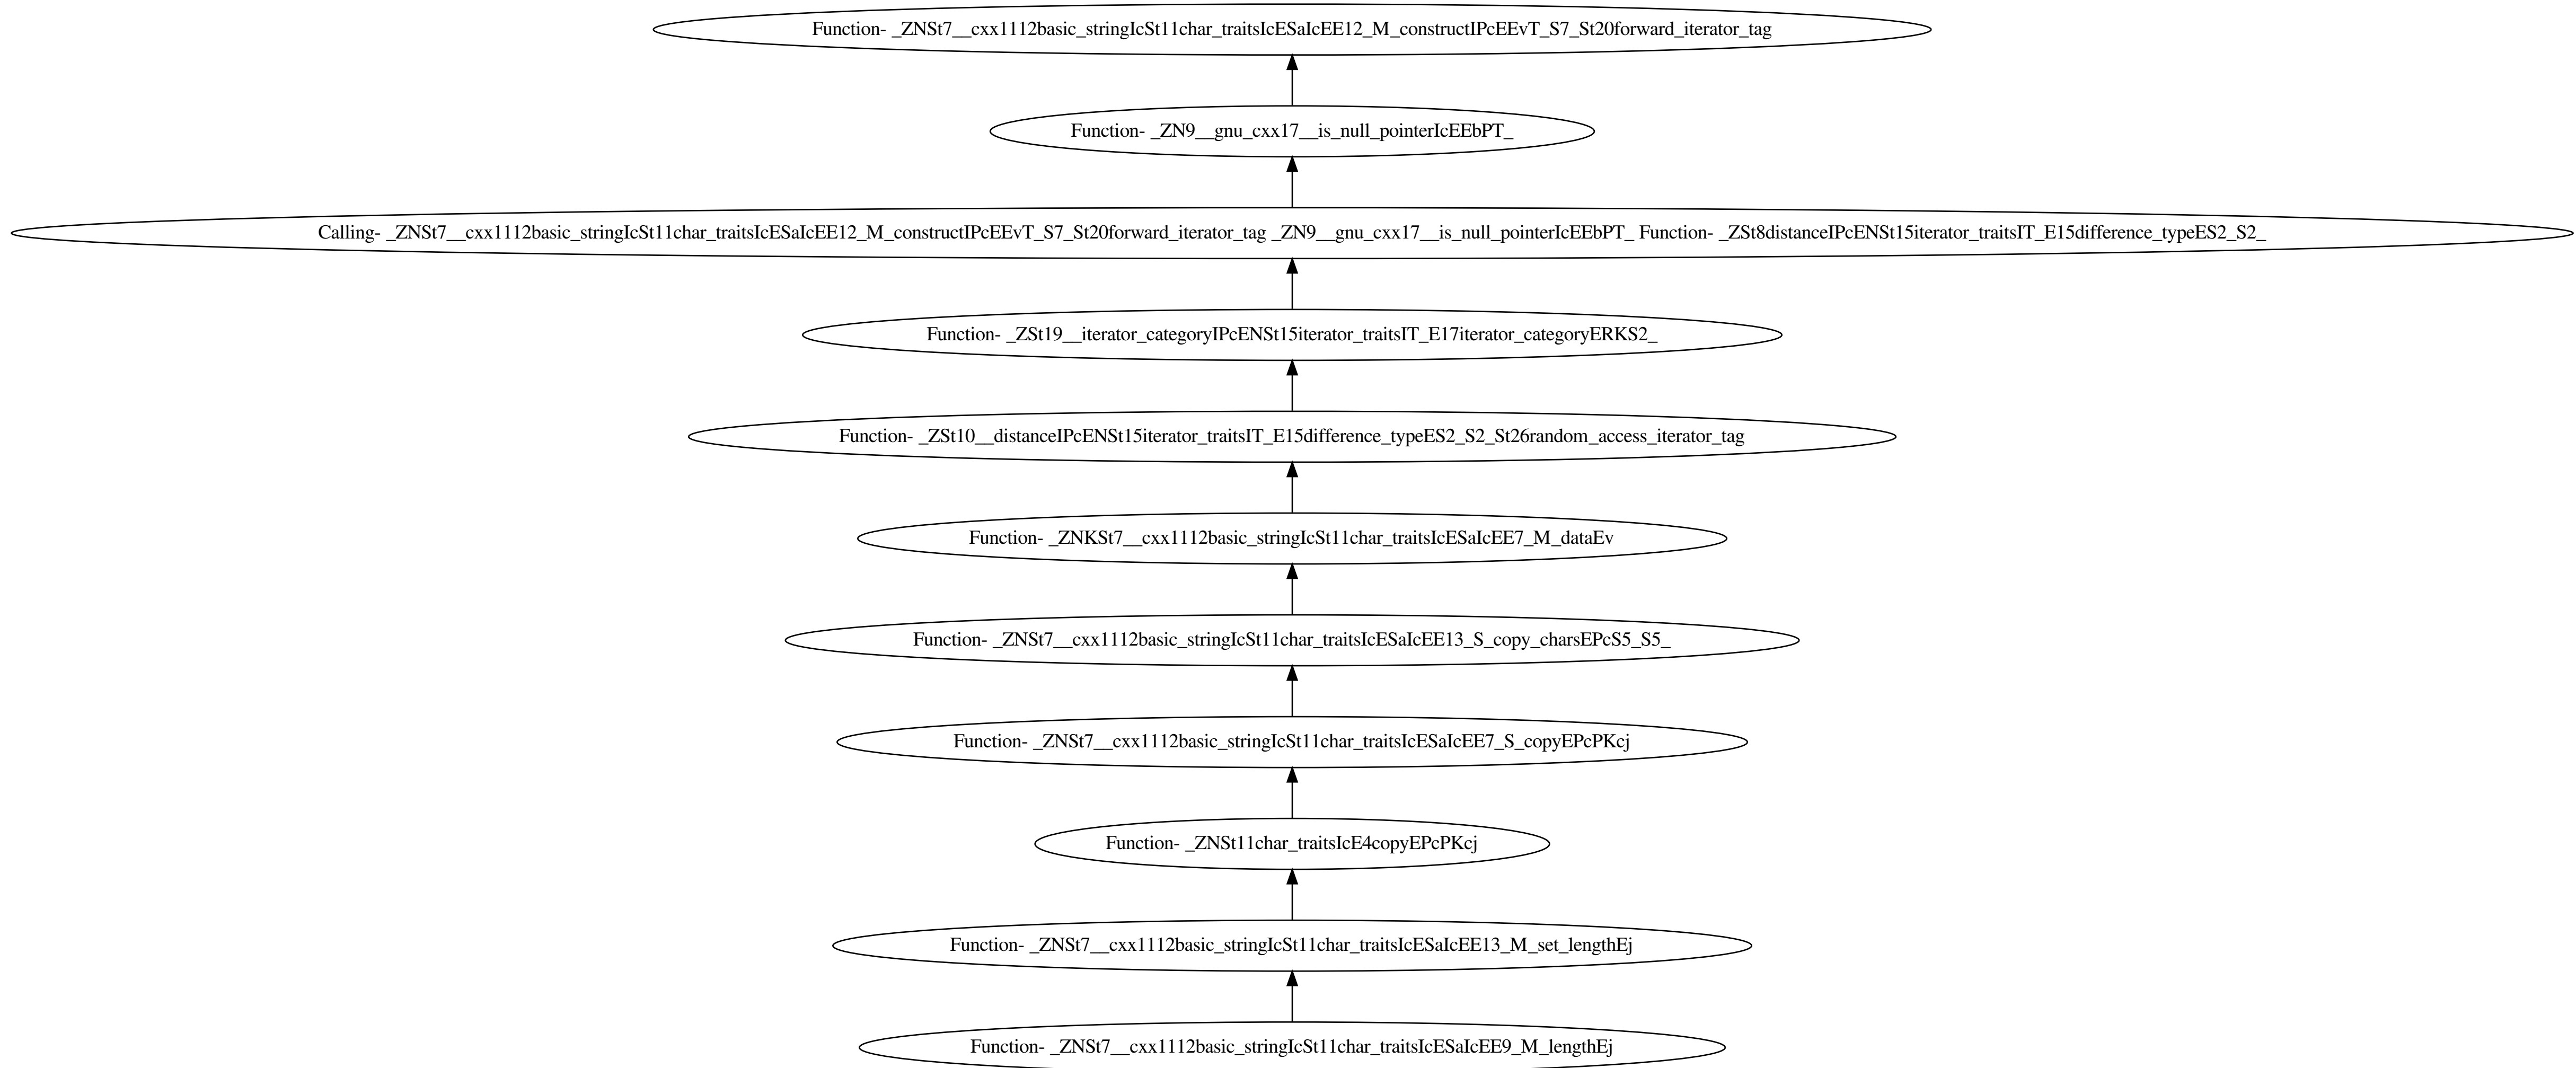 Function- _ZNSt7__cxx1112basic_stringIcSt11char_traitsIcESaIcEE12_M_constructIPcEEvT_S7_St20forward_iterator_tag
Function- _ZN9__gnu_cxx17__is_null_pointerIcEEbPT_
Calling- _ZNSt7__cxx1112basic_stringIcSt11char_traitsIcESaIcEE12_M_constructIPcEEvT_S7_St20forward_iterator_tag _ZN9__gnu_cxx17__is_null_pointerIcEEbPT_ Function- _ZSt8distanceIPcENSt15iterator_traitsIT_E15difference_typeES2_S2_
Function- _ZSt19__iterator_categoryIPcENSt15iterator_traitsIT_E17iterator_categoryERKS2_
Function- _ZSt10__distanceIPcENSt15iterator_traitsIT_E15difference_typeES2_S2_St26random_access_iterator_tag
Function- _ZNKSt7__cxx1112basic_stringIcSt11char_traitsIcESaIcEE7_M_dataEv
Function- _ZNSt7__cxx1112basic_stringIcSt11char_traitsIcESaIcEE13_S_copy_charsEPcS5_S5_
Function- _ZNSt7__cxx1112basic_stringIcSt11char_traitsIcESaIcEE7_S_copyEPcPKcj
Function- _ZNSt11char_traitsIcE4copyEPcPKcj
Function- _ZNSt7__cxx1112basic_stringIcSt11char_traitsIcESaIcEE13_M_set_lengthEj
Function- _ZNSt7__cxx1112basic_stringIcSt11char_traitsIcESaIcEE9_M_lengthEj